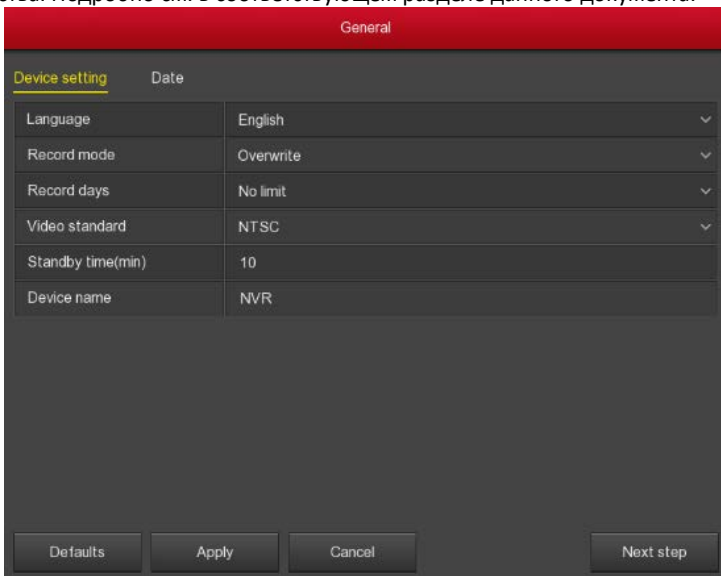 General
Device setting Date
Language English
Record mode Overwrite
Record days No limit
Video standard NTSC
Standby time(min) 10
Device name NVR
Defaults Apply Cancel Next step